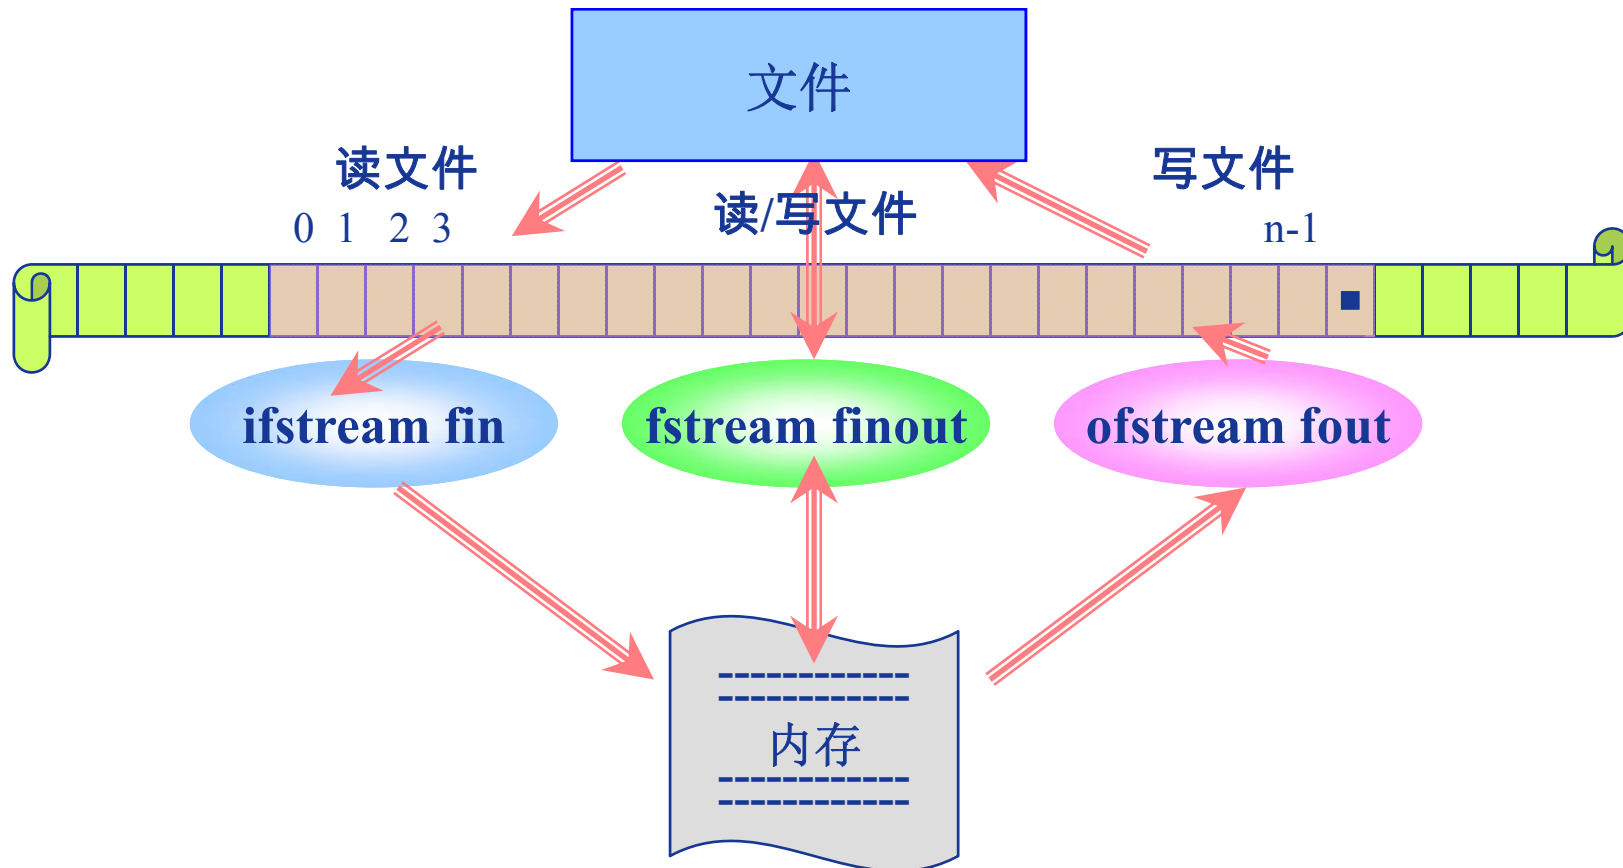 文件
读文件
写文件
读/写文件
0 1 2 3
n-1
ifstream fin
fstream finout
ofstream fout
------------
------------
内存
------------
------------